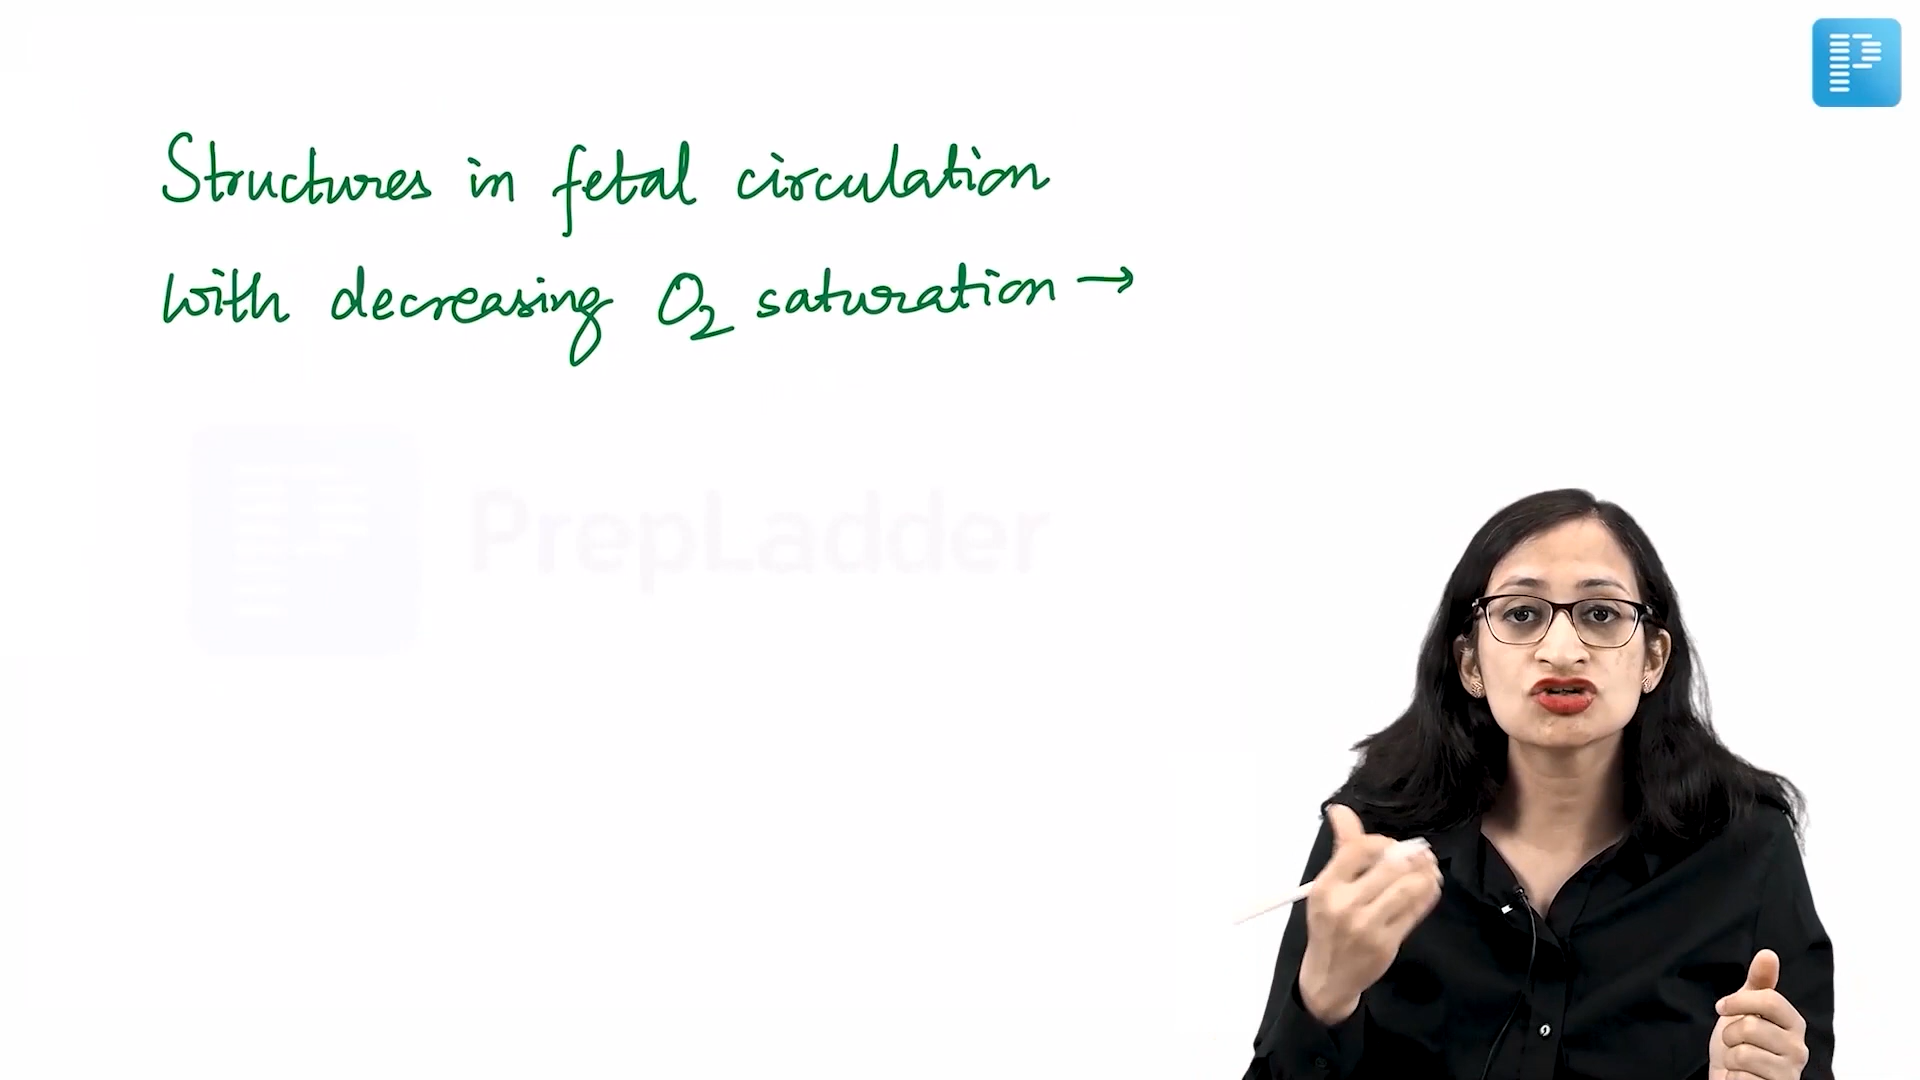 Structures in fetal circulation
with decreasing O₂ saturation →
PrepLadder